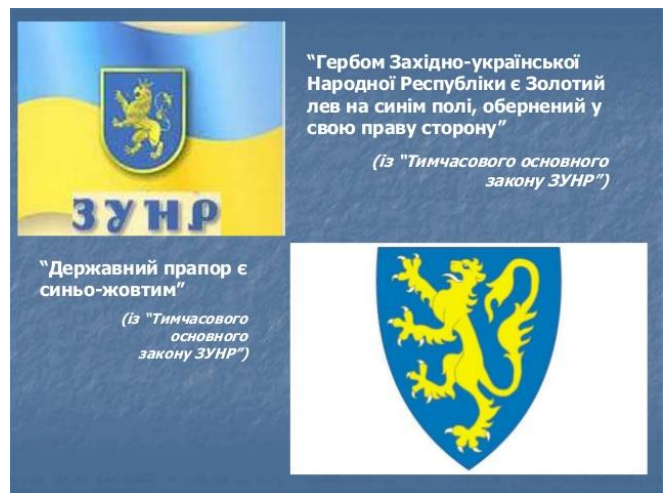 ЗУНР
“Гербом Західно-української
Народної Республіки є Золотий
лев на синім полі, обернений у
свою праву сторону”
(із “Тимчасового основного
закону ЗУНР”)
“Державний прапор є
синьо-жовтим”
(із “Тимчасового
основного
закону ЗУНР”)